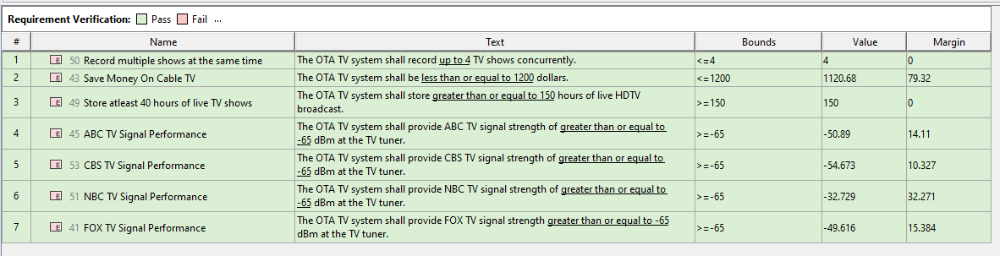 Requirement Verification: Pass Fail ...
# Name Text Bounds Value Margin
1 E 50 Record multiple shows at the same time The OTA TV system shall record up to 4 TV shows concurrently. <=4 4 0
2 E 43 Save Money On Cable TV The OTA TV system shall be less than or equal to 1200 dollars. <=1200 1120.68 79.32
3 E 49 Store atleast 40 hours of live TV shows The OTA TV system shall store greater than or equal to 150 hours of live HDTV
broadcast. >=150 150 0
4 E 45 ABC TV Signal Performance The OTA TV system shall provide ABC TV signal strength of greater than or equal to
-65 dBm at the TV tuner. >=-65 -50.89 14.11
5 E 53 CBS TV Signal Performance The OTA TV system shall provide CBS TV signal strength of greater than or equal to
-65 dBm at the TV tuner. >=-65 -54.673 10.327
6 E 51 NBC TV Signal Performance The OTA TV system shall provide NBC TV signal strength of greater than or equal to
-65 dBm at the TV tuner. >=-65 -32.729 32.271
7 E 41 FOX TV Signal Performance The OTA TV system shall provide FOX TV signal strength greater than or equal to -65
dBm at the TV tuner. >=-65 -49.616 15.384